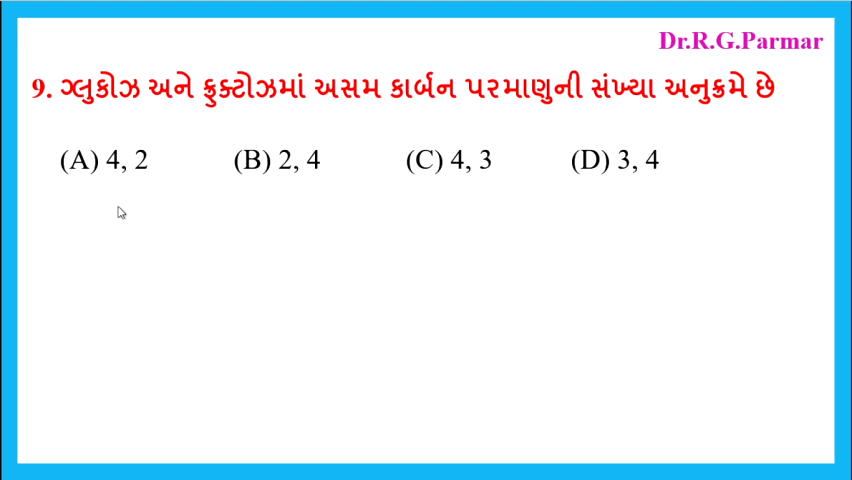 Dr.R.G.Parmar
9. ગ્લુકોઝ અને ફ્રુક્ટોઝમાં અસમ કાર્બન પરમાણુની સંખ્યા અનુક્રમે છે
(A) 4, 2 (B) 2, 4 (C) 4, 3 (D) 3, 4